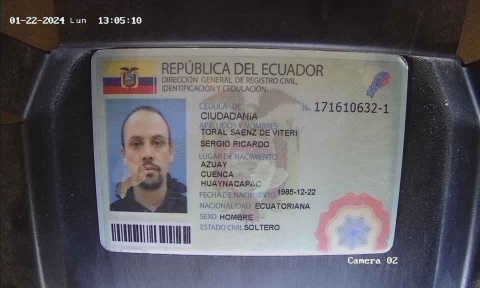 01-22-2024 Lun 13:05:10
REPÚBLICA DEL ECUADOR
DIRECCIÓN GENERAL DE REGISTRO CIVIL,
IDENTIFICACIÓN Y CEDULACIÓN
CÉDULA DE
N. 171610632-1
CIUDADANÍA
APELLIDOS Y NOMBRES
TORAL SAENZ DE VITERI
SERGIO RICARDO
LUGAR DE NACIMIENTO
AZUAY
CUENCA
HUAYNACAPAC
FECHA DE NACIMIENTO 1985-12-22
NACIONALIDAD ECUATORIANA
SEXO HOMBRE
ESTADO CIVIL SOLTERO
Camera 02